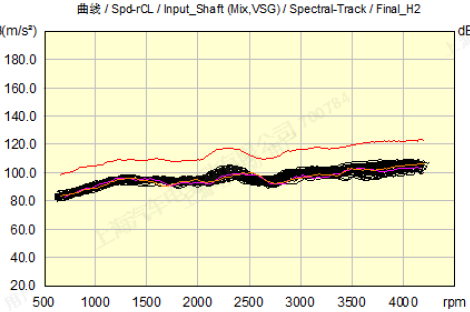 曲线 / Spd-rCL / Input_Shaft (Mix,VSG) / Spectral-Track / Final_H2
(m/s²)
dB
180.0
160.0
140.0
120.0
100.0
80.0
60.0
40.0
20.0
500 1000 1500 2000 2500 3000 3500 4000 rpm